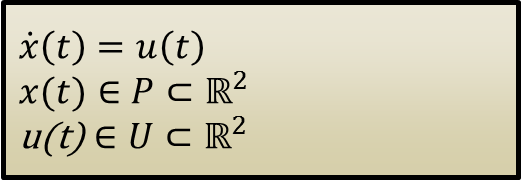 ẋ(t) = u(t)
x(t) ∈ P ⊂ ℝ²
u(t) ∈ U ⊂ ℝ²